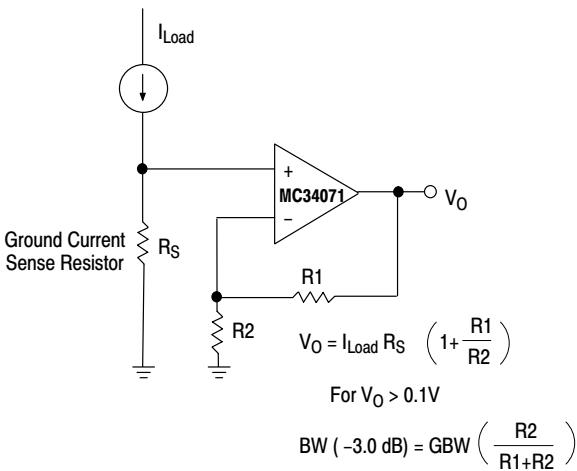 I_Load
+
MC34071
−
V_O
Ground Current
Sense Resistor
R_S
R1
R2
V_O = I_Load R_S (1+ R1/R2)
For V_O > 0.1V
BW ( −3.0 dB) = GBW ( R2/R1+R2 )